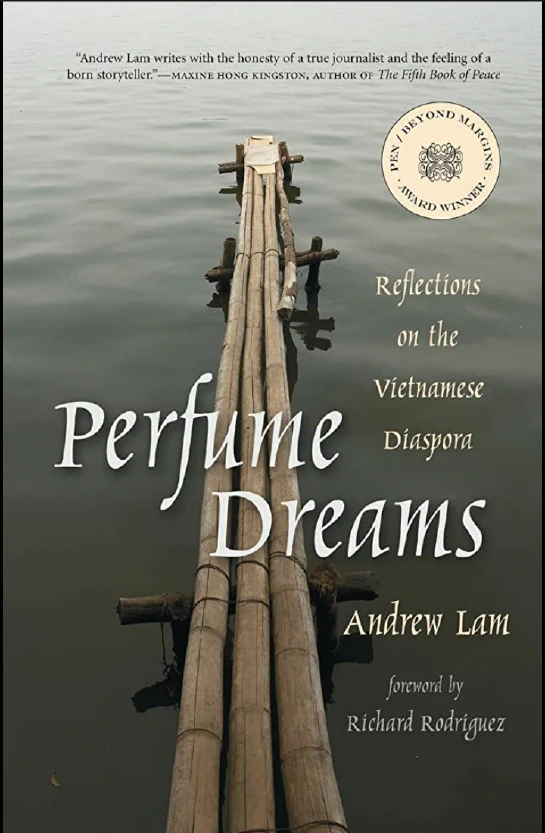 “Andrew Lam writes with the honesty of a true journalist and the feeling of a
born storyteller.”—MAXINE HONG KINGSTON, AUTHOR OF The Fifth Book of Peace
PEN / BEYOND MARGINS
· AWARD WINNER ·
Reflections
on the
Vietnamese
Diaspora
Perfume
Dreams
Andrew Lam
foreword by
Richard Rodriguez